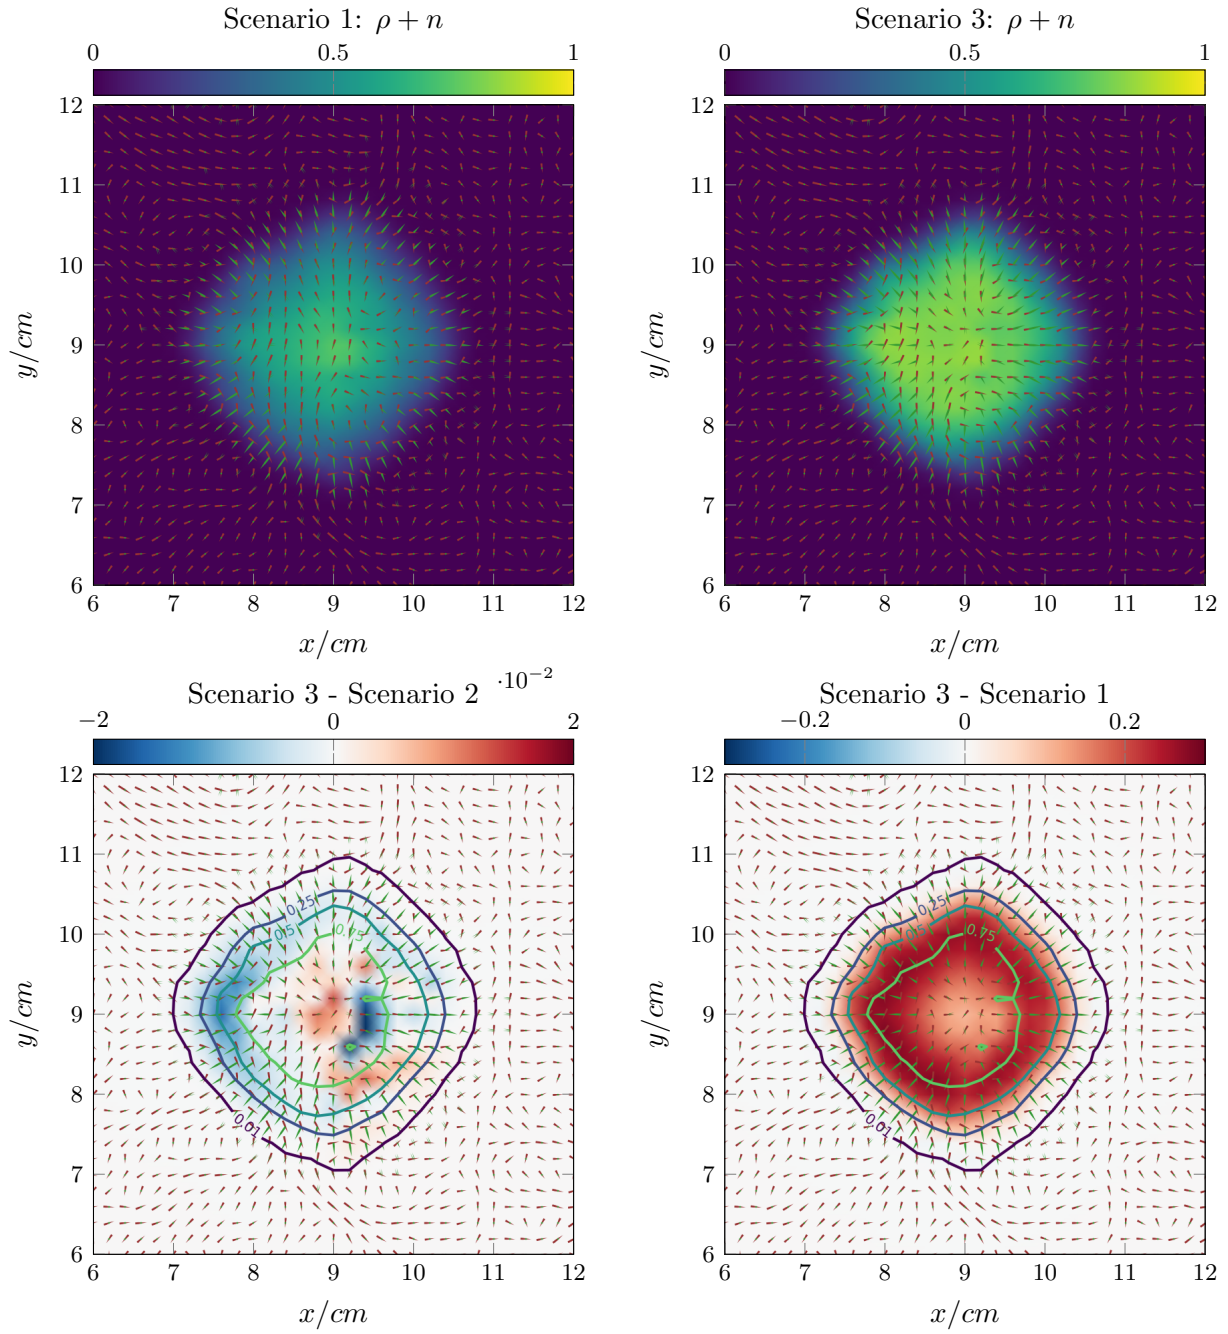 Scenario 1: ρ + n
0 0.5 1
12
11
10
9
8
7
6
y/cm
6 7 8 9 10 11 12
x/cm
Scenario 3: ρ + n
0 0.5 1
12
11
10
9
8
7
6
y/cm
6 7 8 9 10 11 12
x/cm
Scenario 3 - Scenario 2
·10⁻²
−2 0 2
12
11
10
9
8
7
6
y/cm
0.25
0.5
0.75
0.01
6 7 8 9 10 11 12
x/cm
Scenario 3 - Scenario 1
−0.2 0 0.2
12
11
10
9
8
7
6
y/cm
0.25
0.5
0.75
0.01
6 7 8 9 10 11 12
x/cm